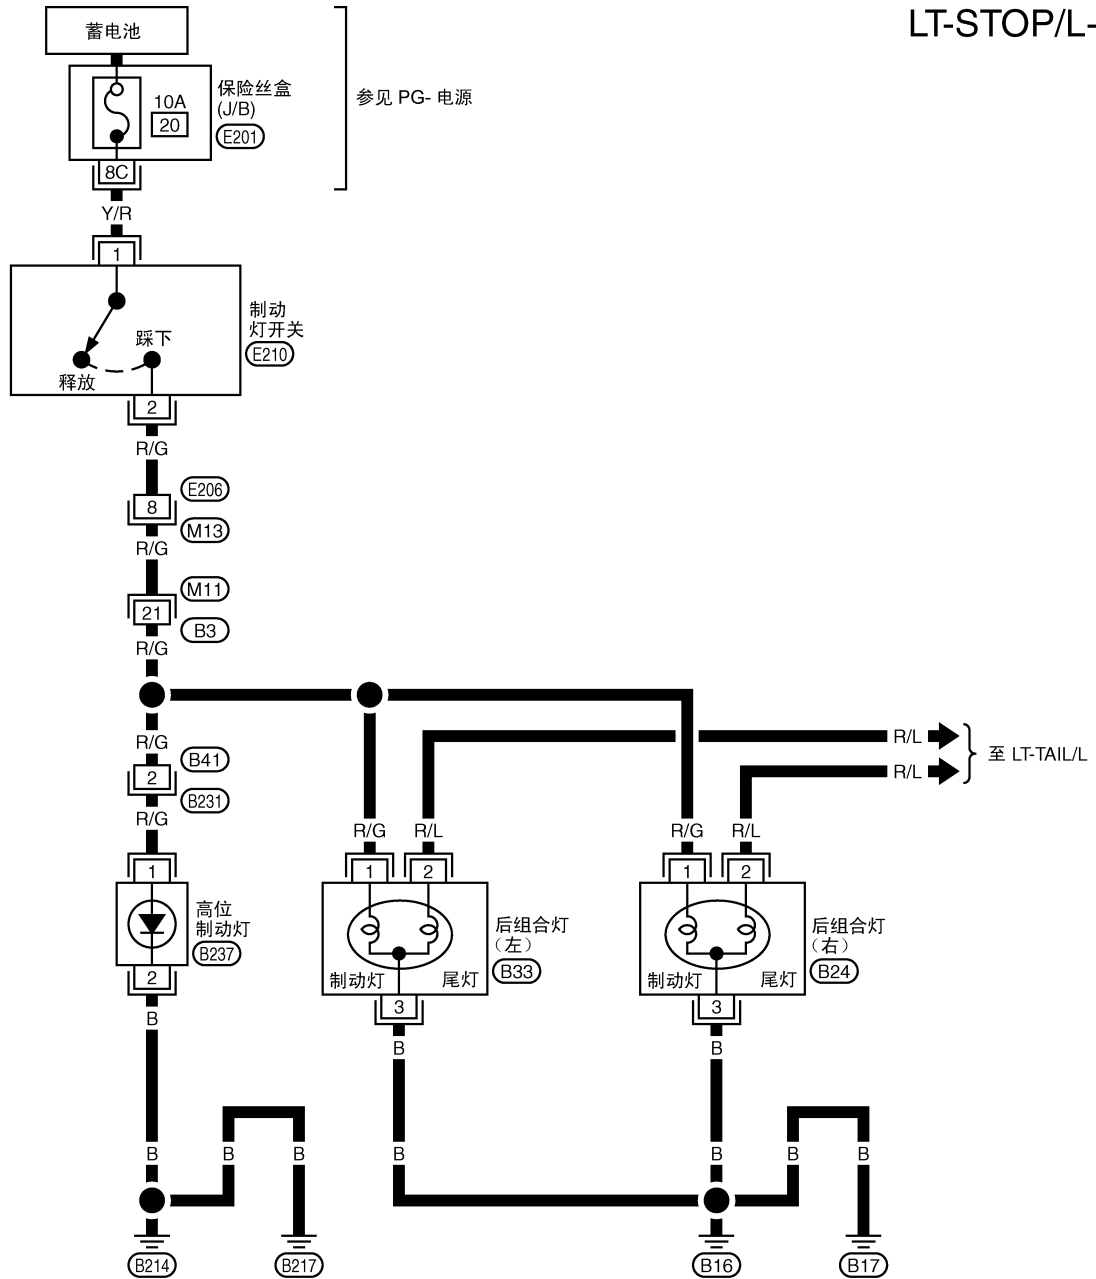 LT-STOP/L-
蓄电池
10A
20
保险丝盒
(J/B)
E201
参见 PG- 电源
8C
Y/R
1
制动
灯开关
E210
踩下
释放
2
R/G
E206
8
M13
R/G
M11
21
B3
R/G
R/G
B41
2
B231
R/G
R/L
R/L
至 LT-TAIL/L
R/G
R/L
R/G
R/L
1
1
2
1
2
高位
制动灯
B237
后组合灯
（左）
B33
后组合灯
（右）
B24
制动灯
尾灯
制动灯
尾灯
2
3
3
B
B
B
B
B
B
B
B
B
B
B214
B217
B16
B17